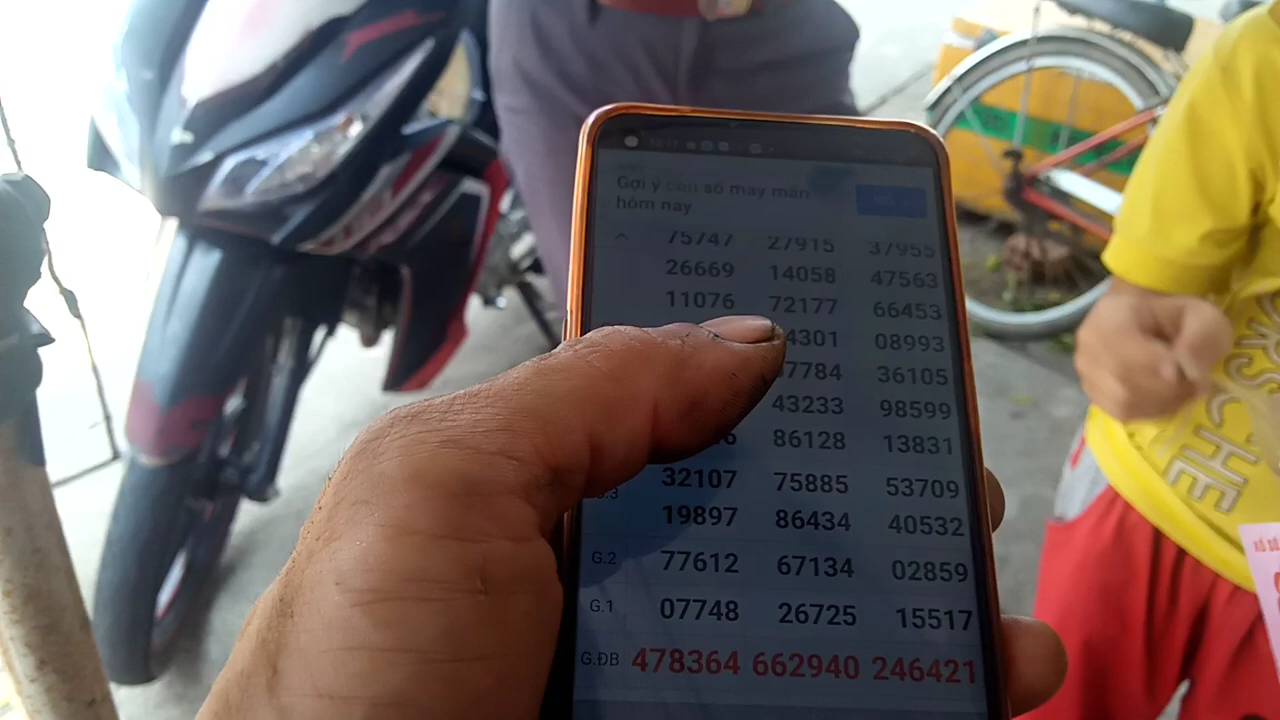 Gợi ý con số may mắn
hôm nay
75747 27915 37955
26669 14058 47563
11076 72177 66453
4301 08993
7784 36105
43233 98599
86128 13831
32107 75885 53709
19897 86434 40532
G.2 77612 67134 02859
G.1 07748 26725 15517
G.ĐB 478364 662940 246421